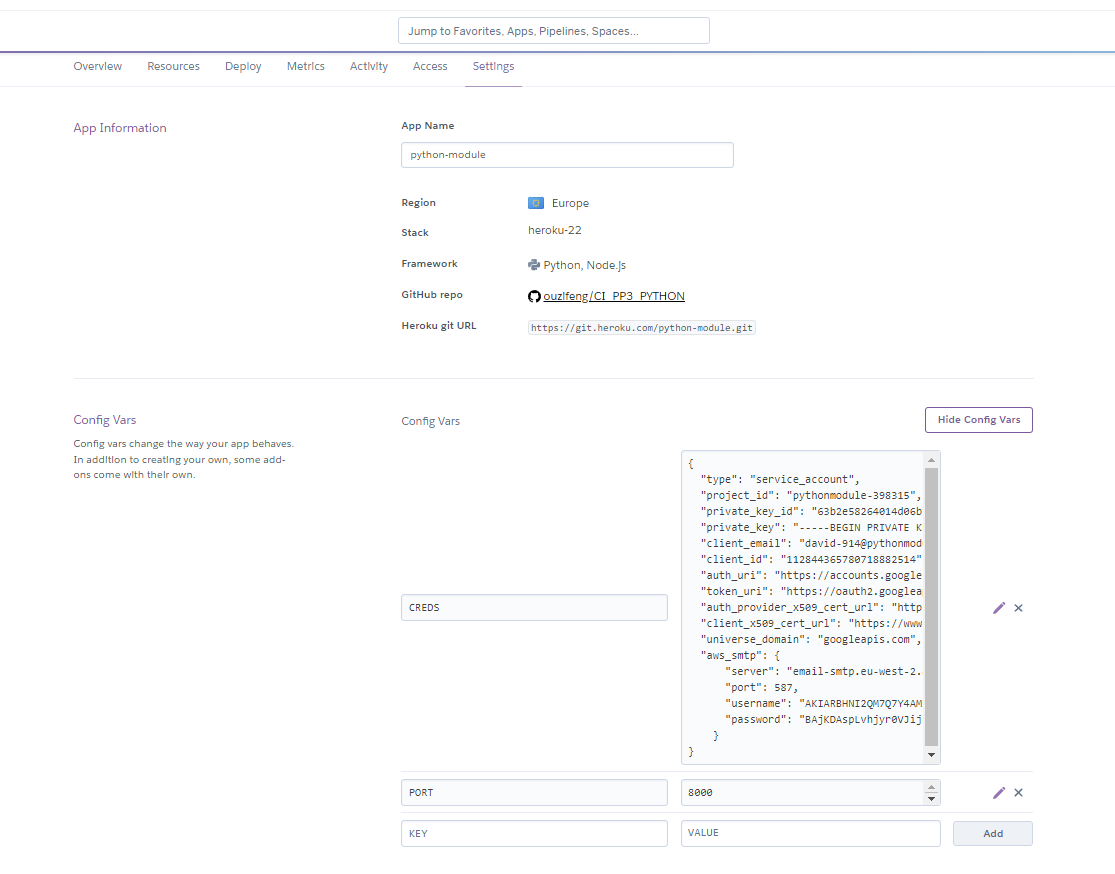 Jump to Favorites, Apps, Pipelines, Spaces...
Overview Resources Deploy Metrics Activity Access Settings
App Information
App Name
python-module
Region Europe
Stack heroku-22
Framework Python, Node.js
GitHub repo ouzifeng/CI_PP3_PYTHON
Heroku git URL https://git.heroku.com/python-module.git
Config Vars
Config vars change the way your app behaves.
In addition to creating your own, some add-
ons come with their own.
Config Vars
Hide Config Vars
CREDS
{
"type": "service_account",
"project_id": "pythonmodule-398315",
"private_key_id": "63b2e58264014d06b
"private_key": "-----BEGIN PRIVATE K
"client_email": "david-914@pythonmod
"client_id": "112844365780718882514"
"auth_uri": "https://accounts.google
"token_uri": "https://oauth2.googlea
"auth_provider_x509_cert_url": "http
"client_x509_cert_url": "https://www
"universe_domain": "googleapis.com",
"aws_smtp": {
"server": "email-smtp.eu-west-2.
"port": 587,
"username": "AKIARBHNI2QM7Q7Y4AM
"password": "BAjKDAspLvhjyr0VJij
}
}
PORT 8000
KEY VALUE Add